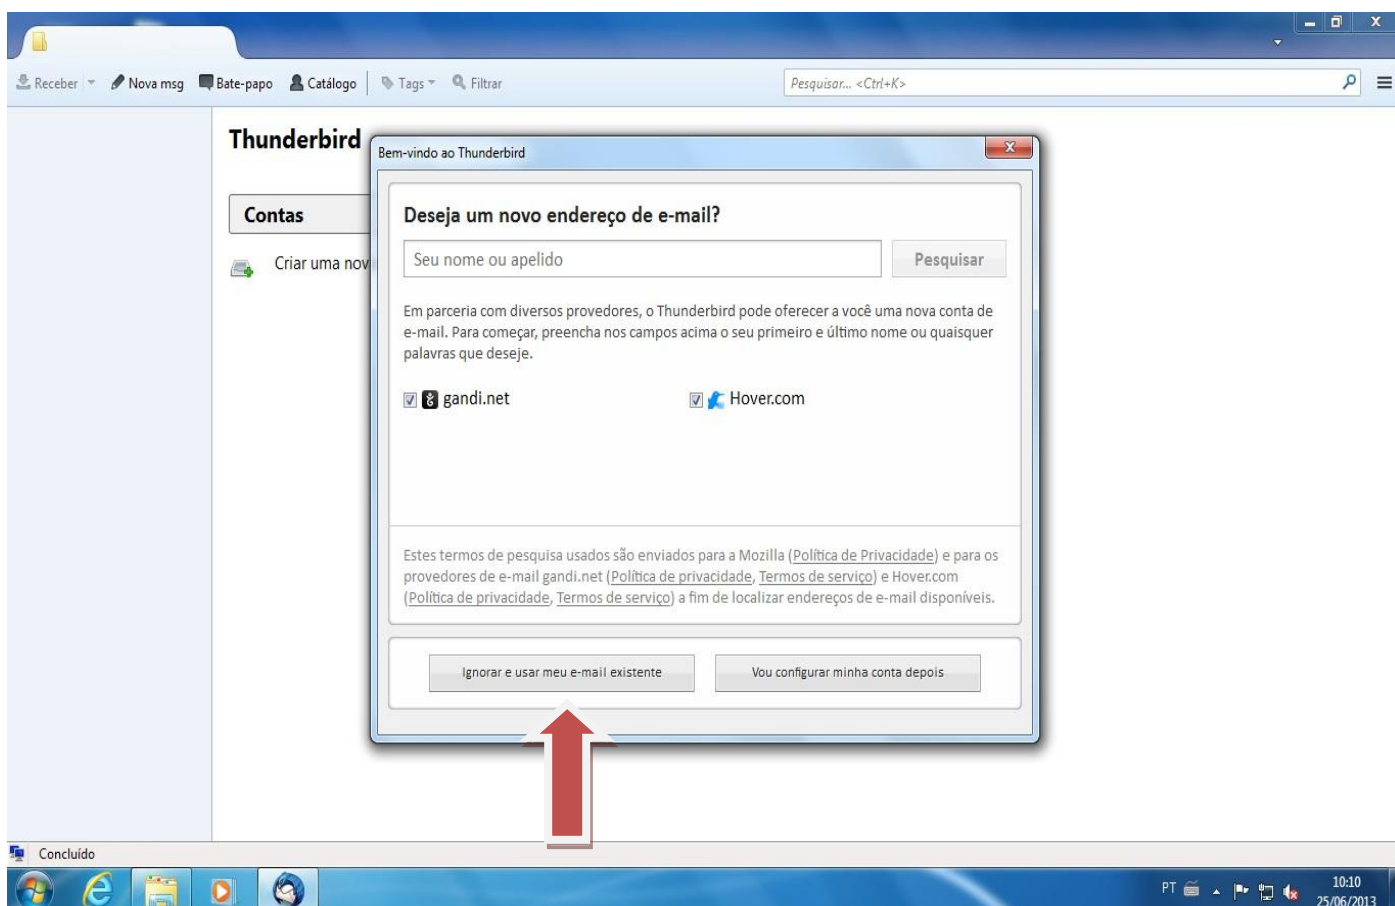 Receber Nova msg Bate-papo Catálogo Tags Filtrar Pesquisar... <Ctrl+K>
Thunderbird
Bem-vindo ao Thunderbird
Contas
Criar uma nov
Deseja um novo endereço de e-mail?
Seu nome ou apelido Pesquisar
Em parceria com diversos provedores, o Thunderbird pode oferecer a você uma nova conta de
e-mail. Para começar, preencha nos campos acima o seu primeiro e último nome ou quaisquer
palavras que deseje.
gandi.net Hover.com
Estes termos de pesquisa usados são enviados para a Mozilla (Política de Privacidade) e para os
provedores de e-mail gandi.net (Política de privacidade, Termos de serviço) e Hover.com
(Política de privacidade, Termos de serviço) a fim de localizar endereços de e-mail disponíveis.
Ignorar e usar meu e-mail existente Vou configurar minha conta depois
Concluído
PT 10:10
25/06/2013